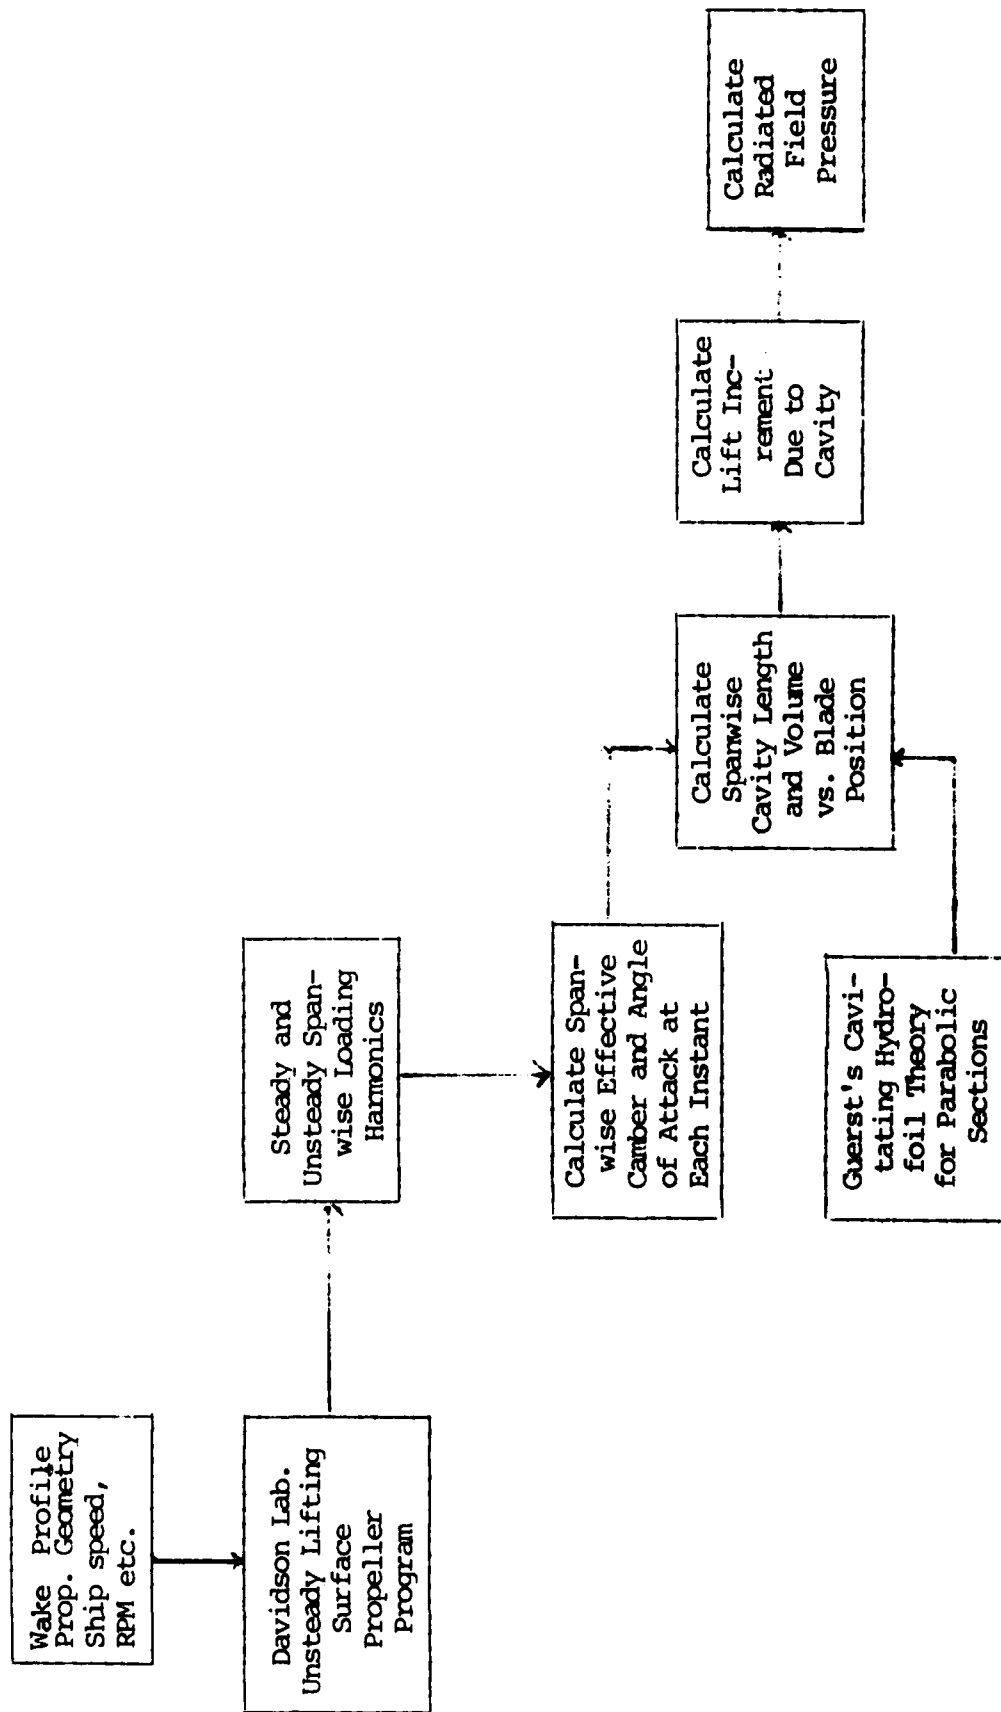 Wake Profile
Prop. Geometry
Ship speed,
RPM etc.
Davidson Lab.
Unsteady Lifting
Surface
Propeller
Program
Steady and
Unsteady Span-
wise Loading
Harmonics
Calculate Span-
wise Effective
Camber and Angle
of Attack at
Each Instant
Guerst's Cavi-
tating Hydro-
foil Theory
for Parabolic
Sections
Calculate
Spanwise
Cavity Length
and Volume
vs. Blade
Position
Calculate
Lift Inc-
rement
Due to
Cavity
Calculate
Radiated
Field
Pressure